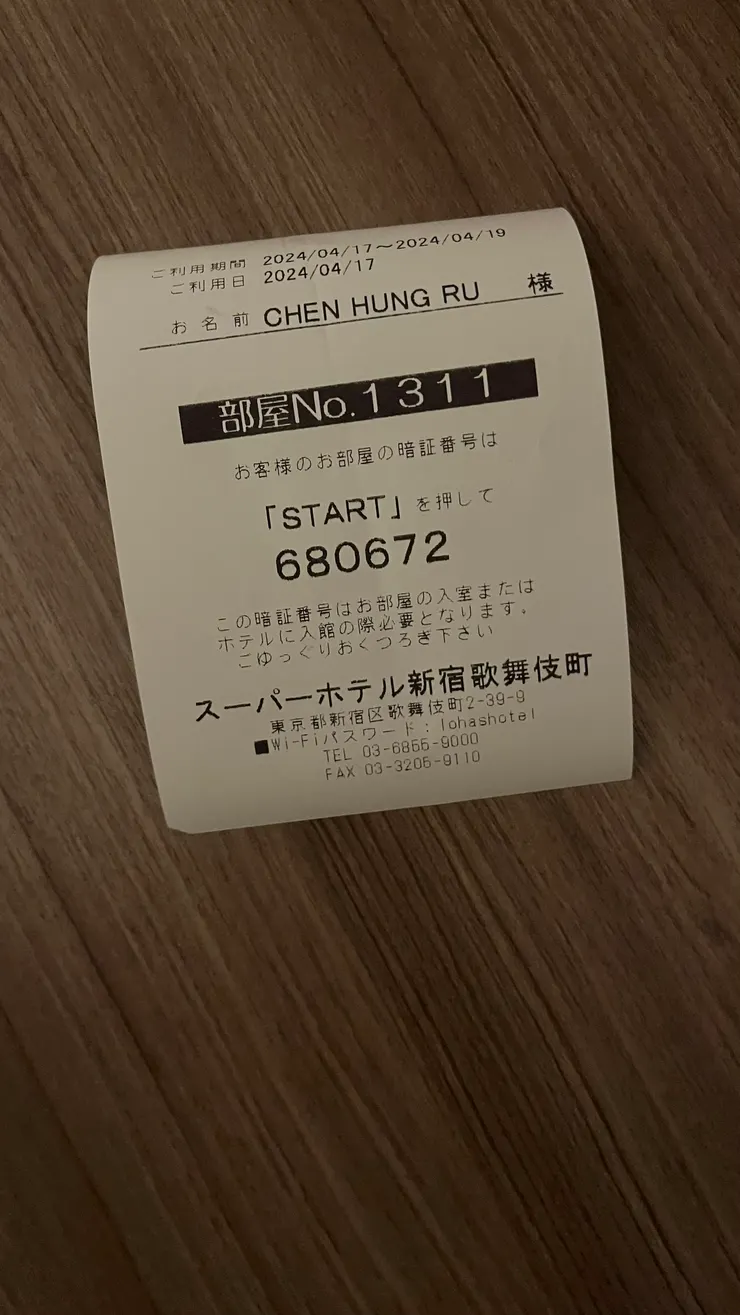 ご利用期間 2024/04/17～2024/04/19
ご利用日 2024/04/17
お名前 CHEN HUNG RU 様
部屋No.1311
お客様のお部屋の暗証番号は
「START」を押して
680672
この暗証番号はお部屋の入室または
ホテルに入館の際必要となります。
ごゆっくりおくつろぎ下さい
スーパーホテル新宿歌舞伎町
東京都新宿区歌舞伎町2-39-9
■Wi-Fiパスワード：lohashotel
TEL 03-6855-9000
FAX 03-3205-9110